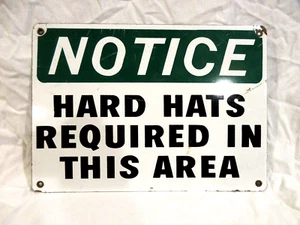 NOTICE
HARD HATS
REQUIRED IN
THIS AREA